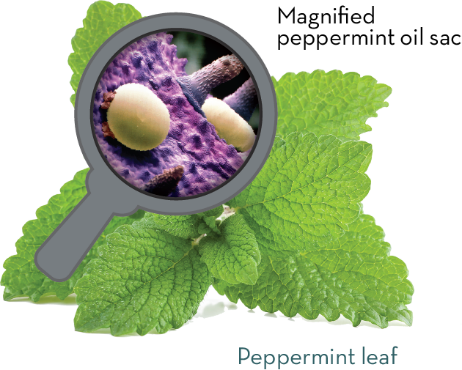 Magnified
peppermint oil sac
Peppermint leaf